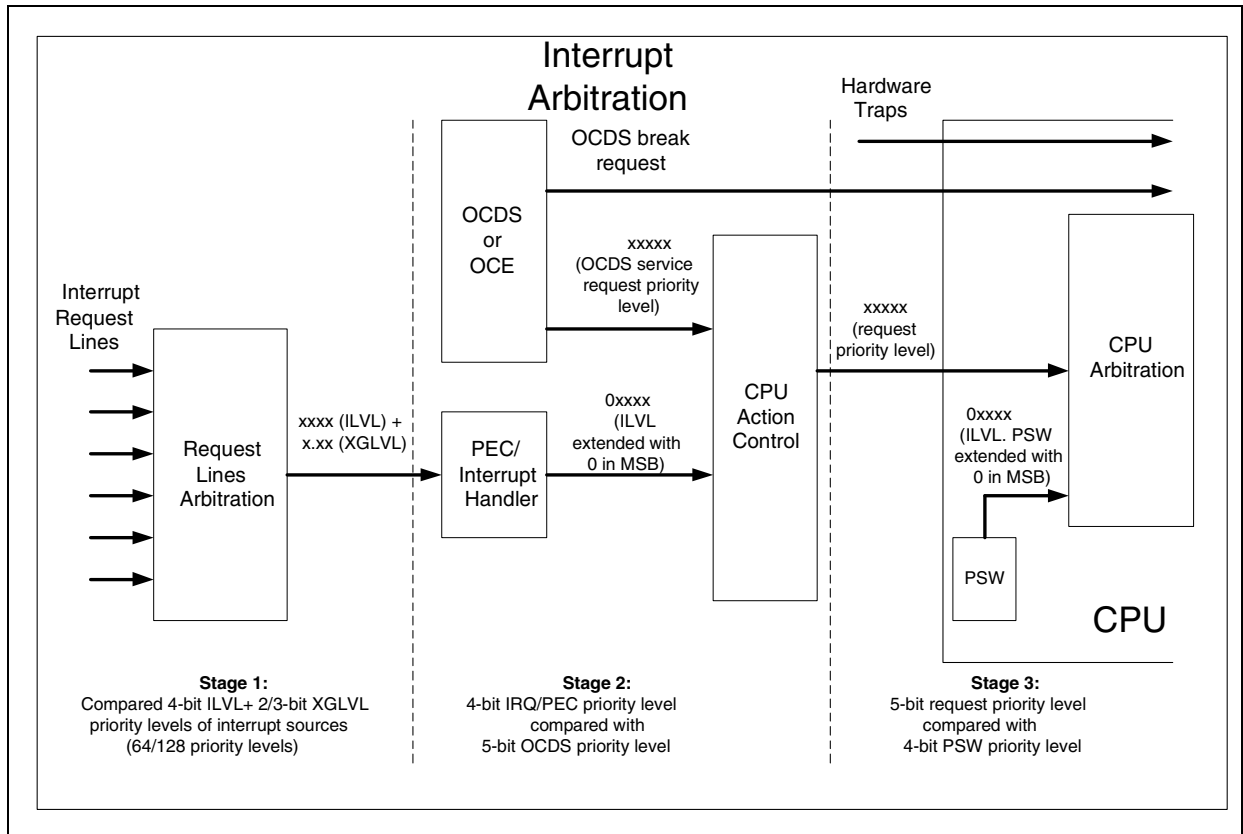 Interrupt
Arbitration
Hardware
Traps
OCDS break
request
OCDS
or
OCE
xxxxx
(OCDS service
request priority
level)
Interrupt
Request
Lines
xxxxx
(request
priority level)
CPU
Arbitration
Request
Lines
Arbitration
xxxx (ILVL) +
x.xx (XGLVL)
PEC/
Interrupt
Handler
0xxxx
(ILVL
extended with
0 in MSB)
CPU
Action
Control
0xxxx
(ILVL. PSW
extended with
0 in MSB)
PSW
CPU
Stage 1:
Compared 4-bit ILVL+ 2/3-bit XGLVL
priority levels of interrupt sources
(64/128 priority levels)
Stage 2:
4-bit IRQ/PEC priority level
compared with
5-bit OCDS priority level
Stage 3:
5-bit request priority level
compared with
4-bit PSW priority level